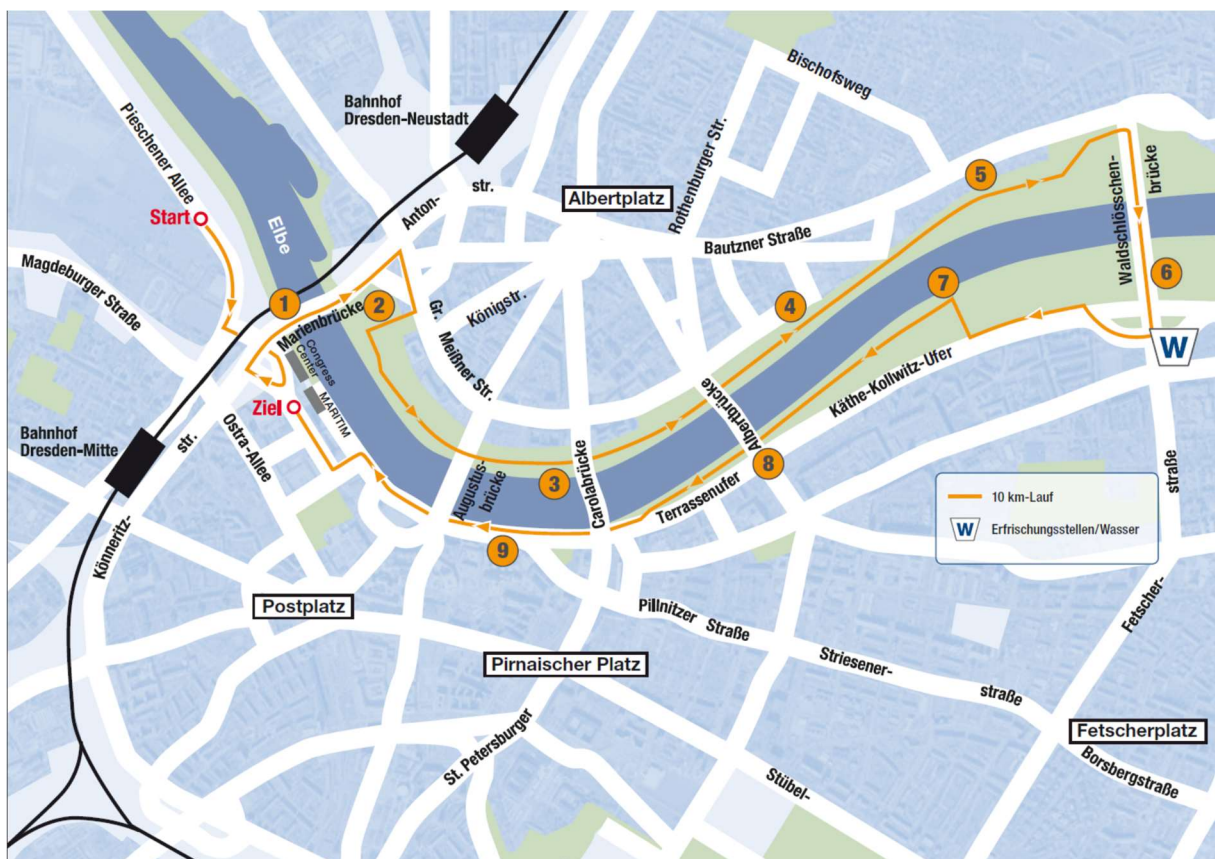 Bischofsweg
Bahnhof
Dresden-Neustadt
Pieschener Allee
Start
Elbe
Anton-
str.
Albertplatz
Rothenburger Str.
Bautzner Straße
5
Waldschlösschen-
brücke
6
Magdeburger Straße
1
Marienbrücke
2
Königstr.
Gr. Meißner Str.
4
7
W
Congress
Center
MARITIM
Ziel
Käthe-Kollwitz-Ufer
Albertbrücke
Bahnhof
Dresden-Mitte
str.
Ostra-Allee
Augustus-
brücke
3
Carolabrücke
8
Terrassenufer
straße
10 km-Lauf
W
Erfrischungsstellen/Wasser
Könneritz-
9
Postplatz
Pillnitzer Straße
Fetscher-
Pirnaischer Platz
Striesener-
straße
St. Petersburger
Stübel-
Fetscherplatz
Borsbergstraße